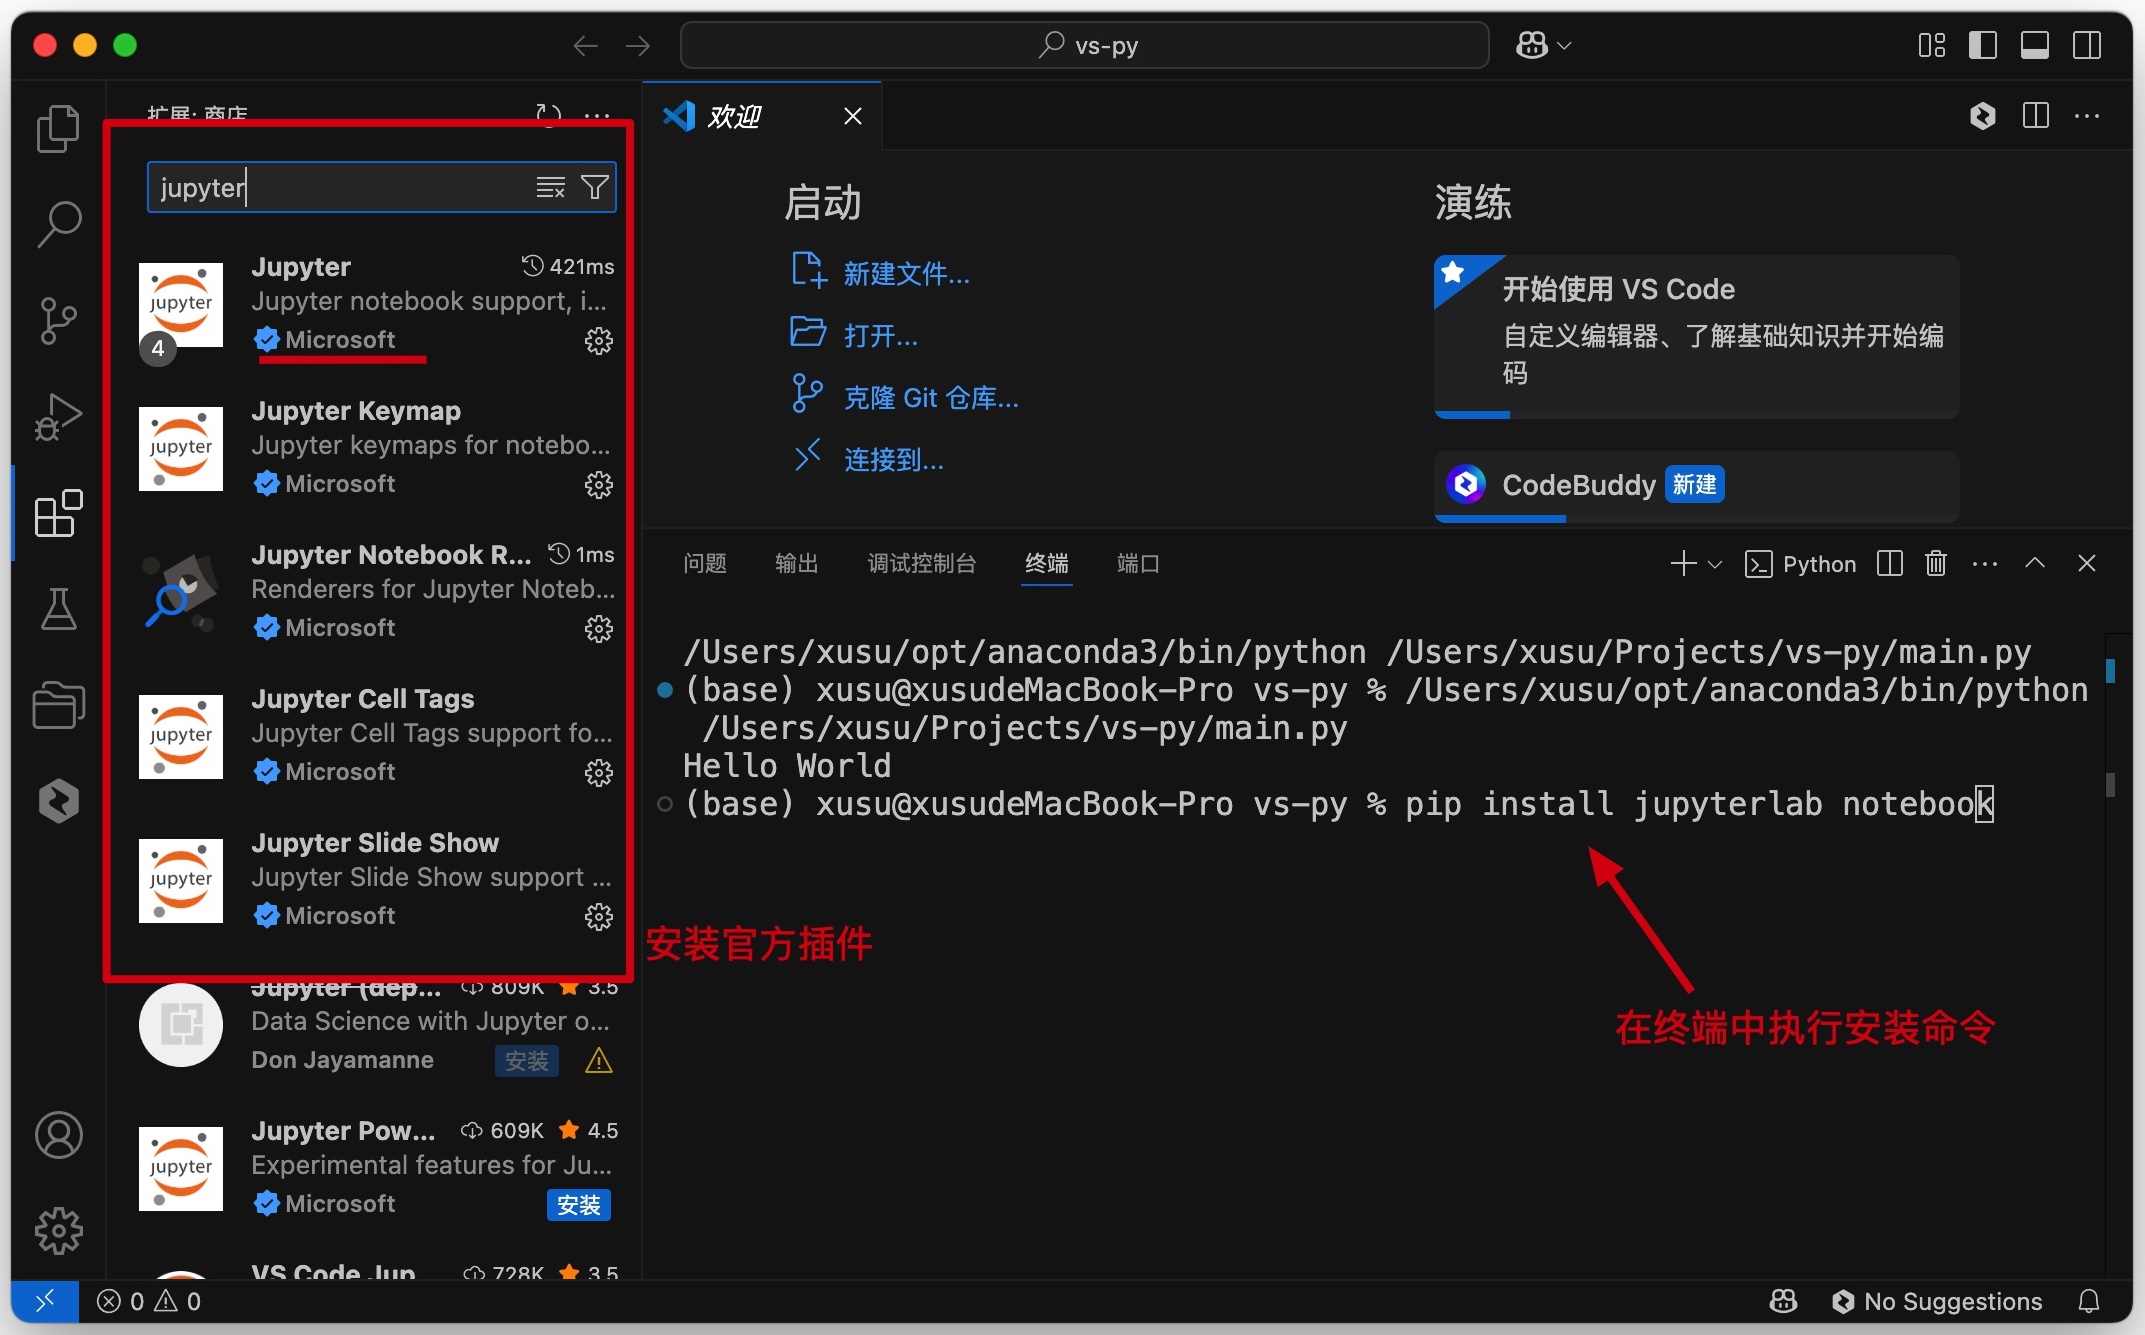 vs-py
扩展: 商店
jupyter
jupyter
4
Jupyter
421ms
Jupyter notebook support, i...
Microsoft
jupyter
Jupyter Keymap
Jupyter keymaps for notebo...
Microsoft
Jupyter Notebook R...
1ms
Renderers for Jupyter Noteb...
Microsoft
jupyter
Jupyter Cell Tags
Jupyter Cell Tags support fo...
Microsoft
jupyter
Jupyter Slide Show
Jupyter Slide Show support ...
Microsoft
Jupyter (dep... 809K 3.5
Data Science with Jupyter o...
Don Jayamanne 安装
jupyter
Jupyter Pow... 609K 4.5
Experimental features for Ju...
Microsoft 安装
VS Code Jup 728K 3.5
欢迎
启动
新建文件...
打开...
克隆 Git 仓库...
连接到...
演练
开始使用 VS Code
自定义编辑器、了解基础知识并开始编
码
CodeBuddy 新建
问题 输出 调试控制台 终端 端口
Python
/Users/xusu/opt/anaconda3/bin/python /Users/xusu/Projects/vs-py/main.py
(base) xusu@xusudeMacBook-Pro vs-py % /Users/xusu/opt/anaconda3/bin/python
/Users/xusu/Projects/vs-py/main.py
Hello World
(base) xusu@xusudeMacBook-Pro vs-py % pip install jupyterlab notebook
安装官方插件
在终端中执行安装命令
0 0
No Suggestions